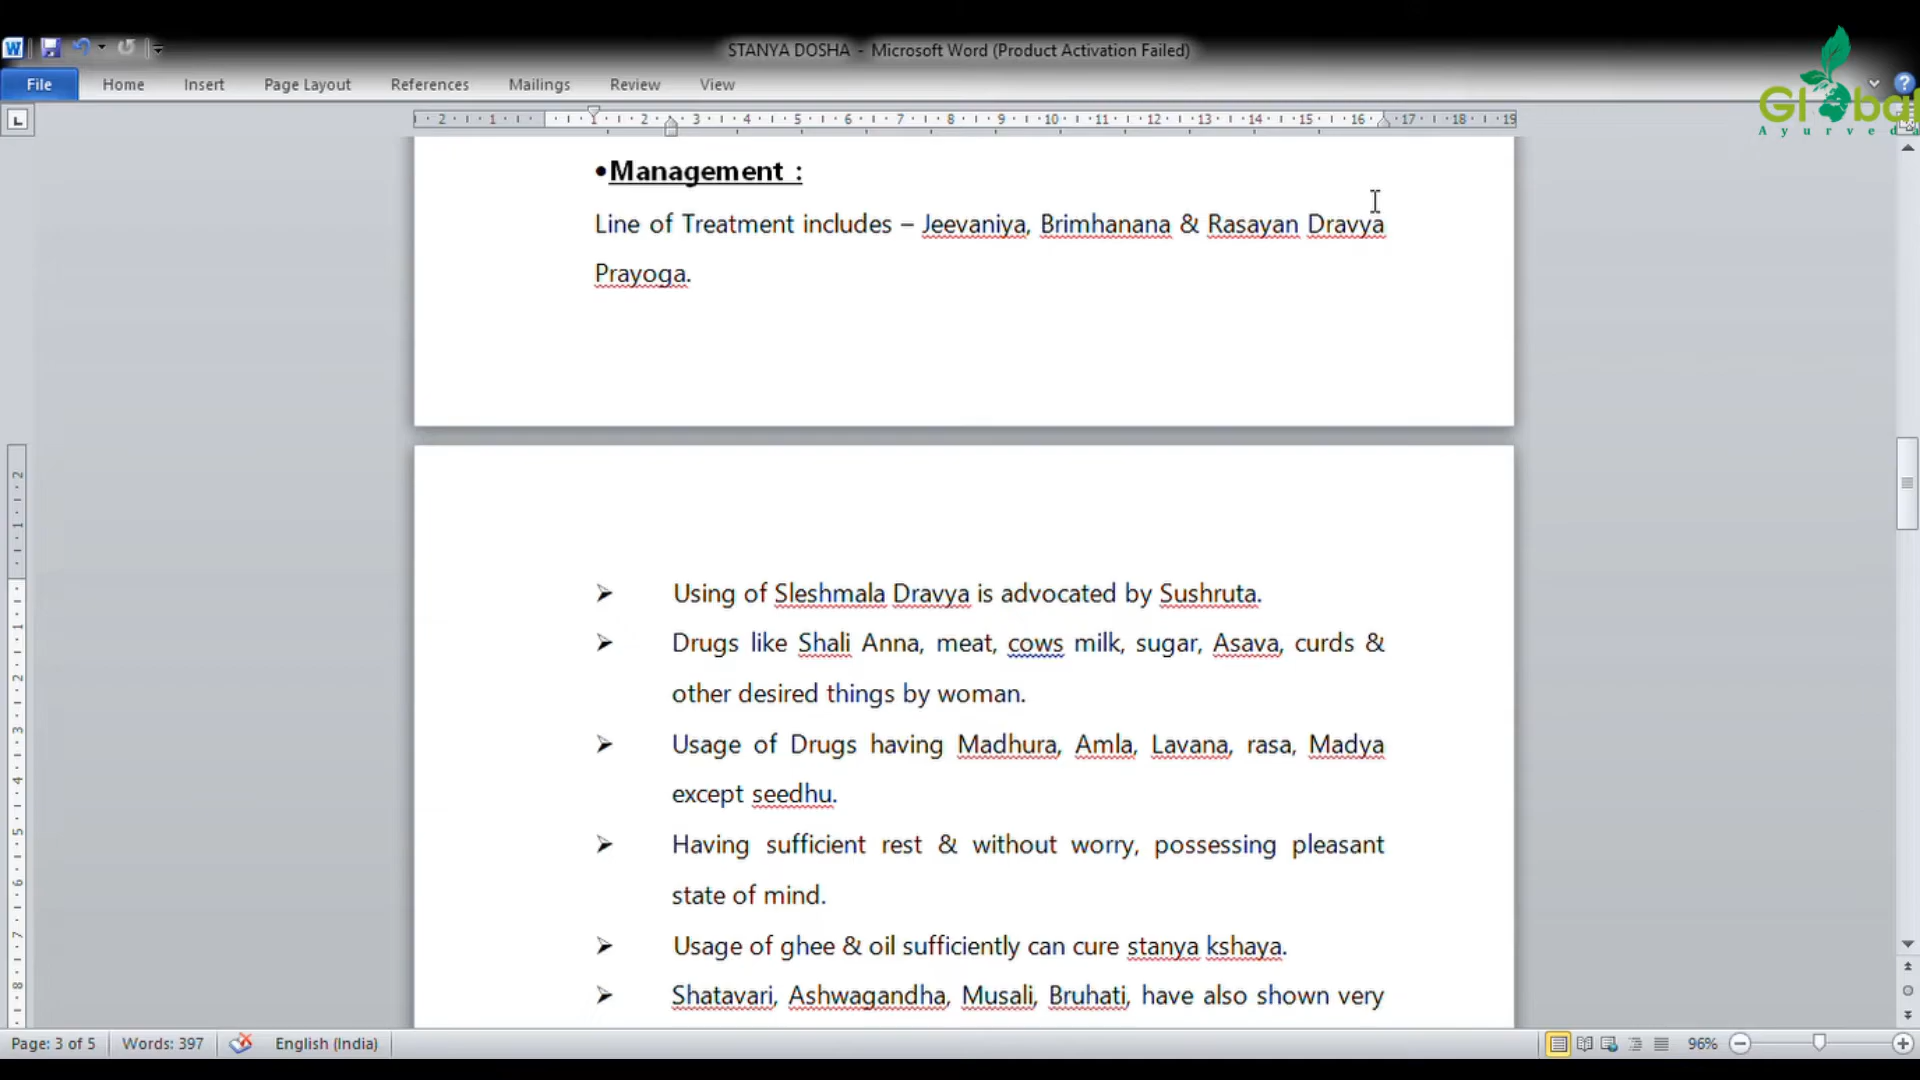 STANYA DOSHA - Microsoft Word (Product Activation Failed)
File Home Insert Page Layout References Mailings Review View
Global
Ayurveda
•Management :
Line of Treatment includes – Jeevaniya, Brimhanana & Rasayan Dravya
Prayoga.
➢ Using of Sleshmala Dravya is advocated by Sushruta.
➢ Drugs like Shali Anna, meat, cows milk, sugar, Asava, curds &
other desired things by woman.
➢ Usage of Drugs having Madhura, Amla, Lavana, rasa, Madya
except seedhu.
➢ Having sufficient rest & without worry, possessing pleasant
state of mind.
➢ Usage of ghee & oil sufficiently can cure stanya kshaya.
➢ Shatavari, Ashwagandha, Musali, Bruhati, have also shown very
Page: 3 of 5 Words: 397 English (India) 96%